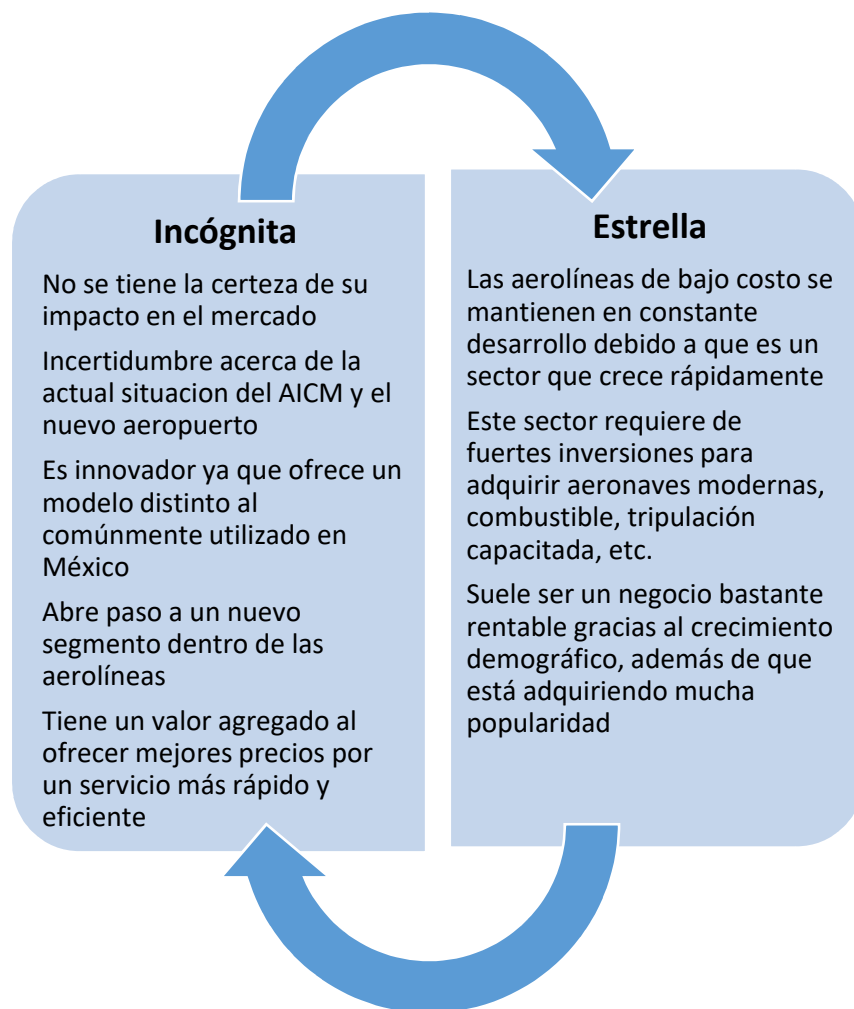 Incógnita
No se tiene la certeza de su
impacto en el mercado
Incertidumbre acerca de la
actual situacion del AICM y el
nuevo aeropuerto
Es innovador ya que ofrece un
modelo distinto al
comúnmente utilizado en
México
Abre paso a un nuevo
segmento dentro de las
aerolíneas
Tiene un valor agregado al
ofrecer mejores precios por
un servicio más rápido y
eficiente
Estrella
Las aerolíneas de bajo costo se
mantienen en constante
desarrollo debido a que es un
sector que crece rápidamente
Este sector requiere de
fuertes inversiones para
adquirir aeronaves modernas,
combustible, tripulación
capacitada, etc.
Suele ser un negocio bastante
rentable gracias al crecimiento
demográfico, además de que
está adquiriendo mucha
popularidad